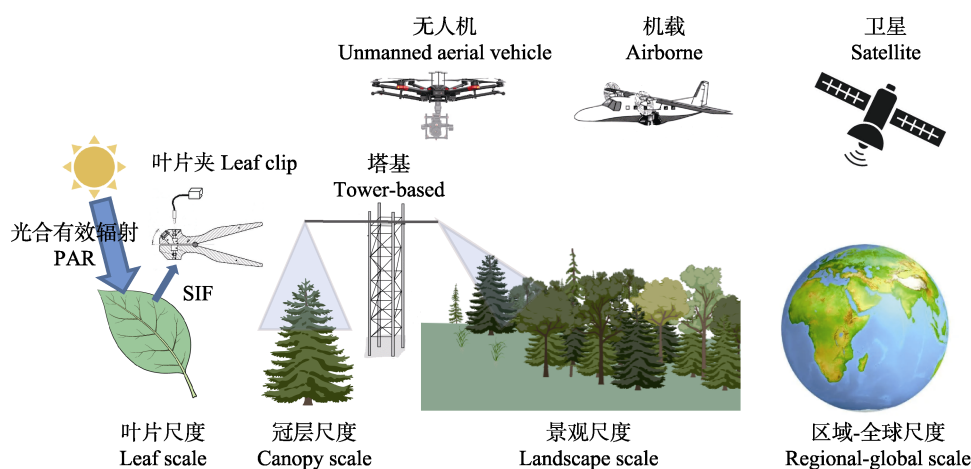 无人机
Unmanned aerial vehicle
机载
Airborne
卫星
Satellite
叶片夹 Leaf clip
塔基
Tower-based
光合有效辐射
PAR
SIF
叶片尺度
Leaf scale
冠层尺度
Canopy scale
景观尺度
Landscape scale
区域-全球尺度
Regional-global scale